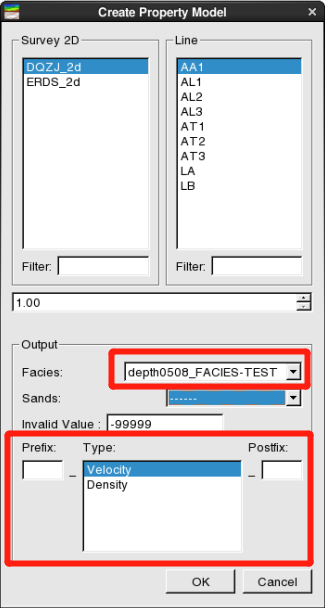 Create Property Model
Survey 2D
DQZJ_2d
ERDS_2d
Filter:
Line
AA1
AL1
AL2
AL3
AT1
AT2
AT3
LA
LB
Filter:
1.00
Output
Facies: depth0508_FACIES-TEST
Sands: ------
Invalid Value : -99999
Prefix: Type: Postfix:
_ Velocity _
Density
OK Cancel